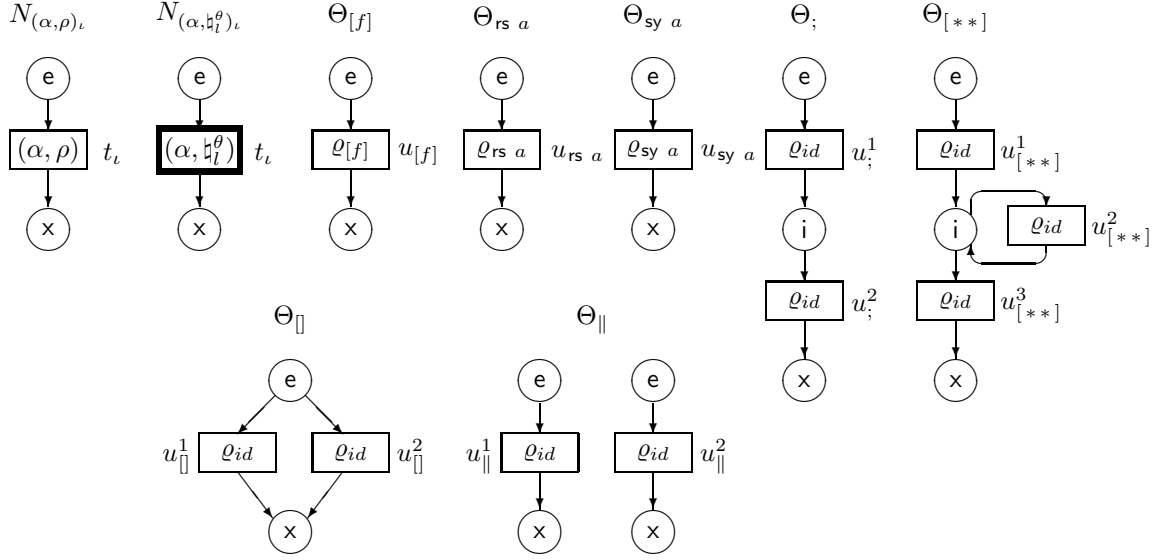 N_{(α,ρ)_ι} N_{(α,♮_l^θ)_ι} Θ_{[f]} Θ_{rs a} Θ_{sy a} Θ_; Θ_{[**]}
e e e e e e e
(α,ρ) t_ι (α,♮_l^θ) t_ι ϱ_{[f]} u_{[f]} ϱ_{rs a} u_{rs a} ϱ_{sy a} u_{sy a} ϱ_{id} u_;^1 ϱ_{id} u_{[**]}^1
x x x x x i i ϱ_{id} u_{[**]}^2
ϱ_{id} u_;^2 ϱ_{id} u_{[**]}^3
Θ_{[]} Θ_∥
e e e x x
u_{[]}^1 ϱ_{id} ϱ_{id} u_{[]}^2 u_∥^1 ϱ_{id} ϱ_{id} u_∥^2
x x x